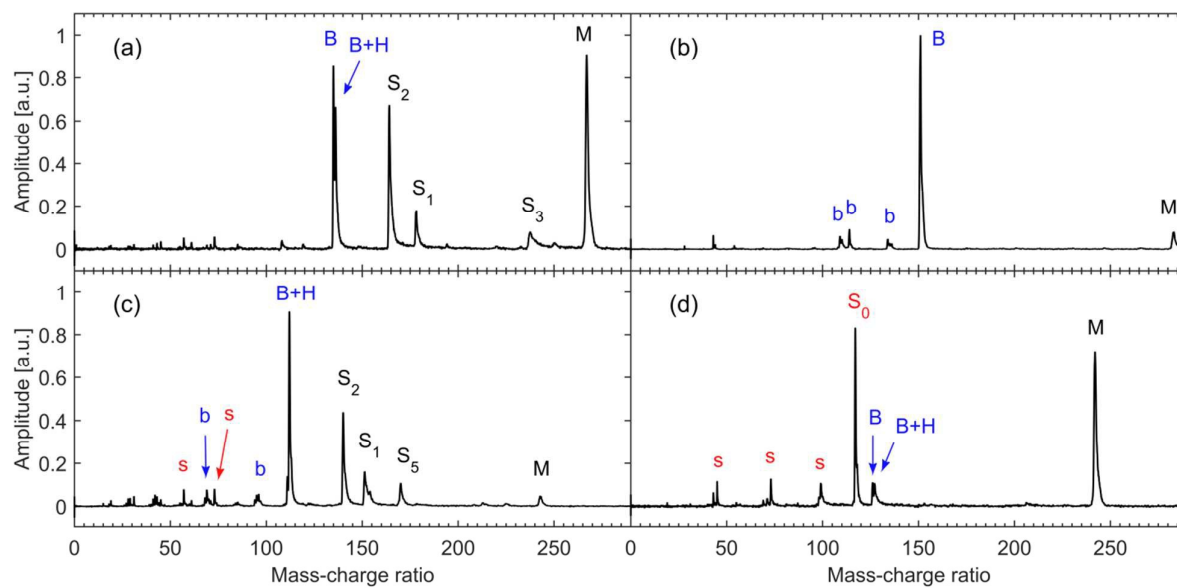 (a) B B+H S₂ S₁ S₃ M
(b) B b b b M
Amplitude [a.u.]
1
0.8
0.6
0.4
0.2
0
(c) B+H S₂ S₁ S₅ M b s s b
(d) S₀ M B B+H s s s
Amplitude [a.u.]
1
0.8
0.6
0.4
0.2
0
0 50 100 150 200 250 0 50 100 150 200 250
Mass-charge ratio Mass-charge ratio